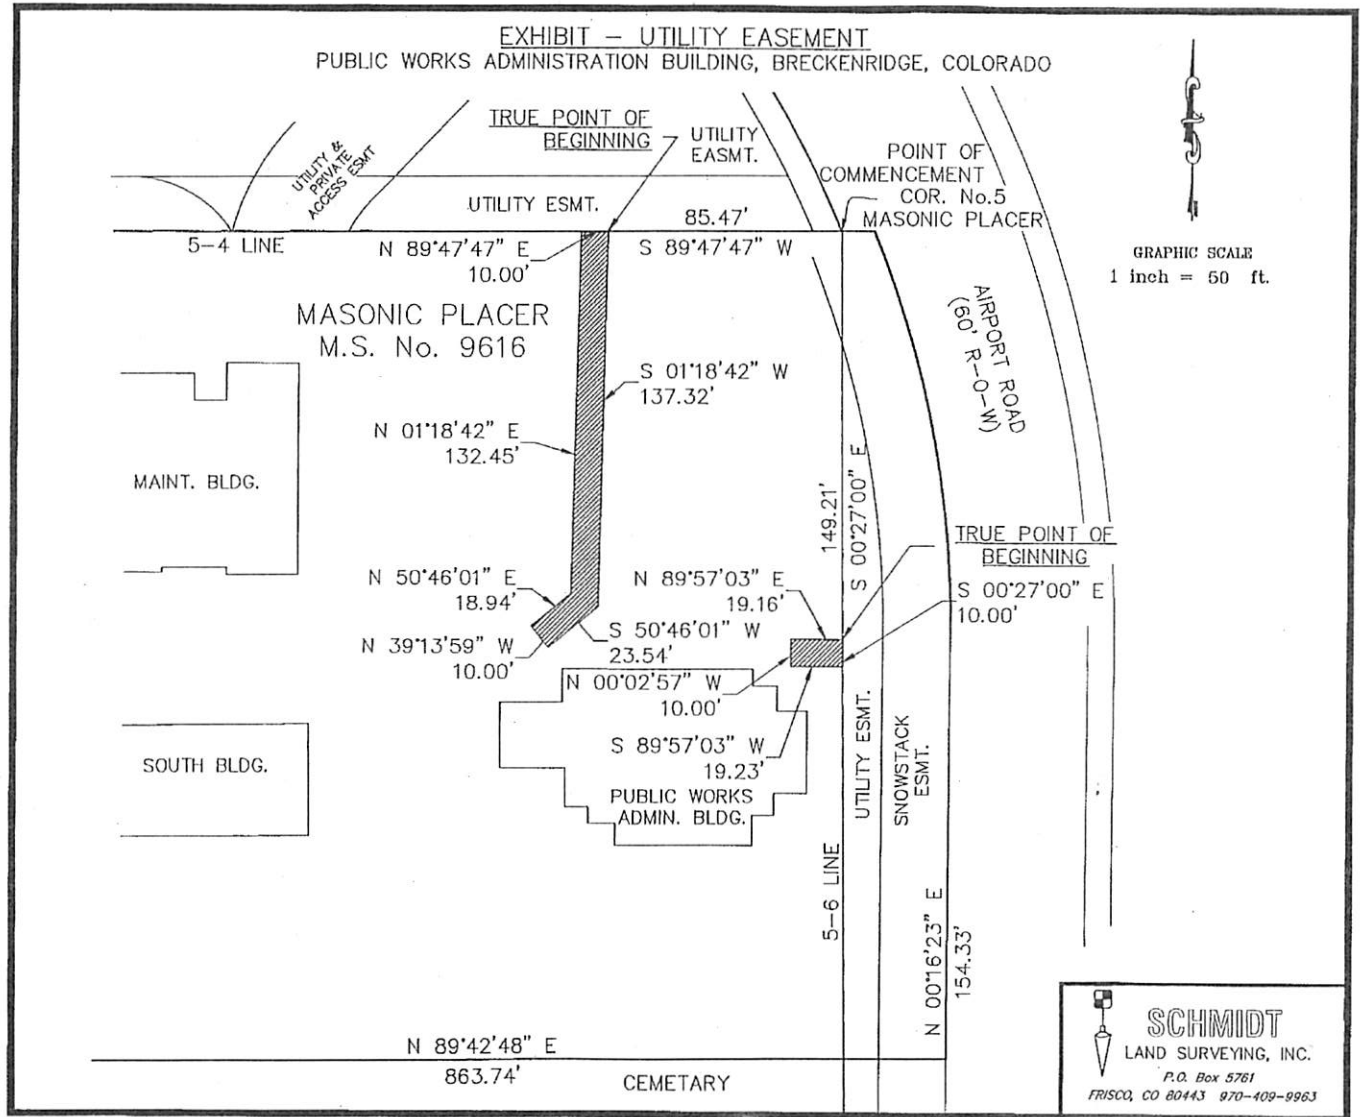 EXHIBIT – UTILITY EASEMENT
PUBLIC WORKS ADMINISTRATION BUILDING, BRECKENRIDGE, COLORADO
TRUE POINT OF
BEGINNING
UTILITY
EASMT.
UTILITY &
PRIVATE
ACCESS ESMT
POINT OF
COMMENCEMENT
COR. No.5
MASONIC PLACER
UTILITY ESMT.
85.47'
5–4 LINE
N 89°47'47" E
10.00'
S 89°47'47" W
GRAPHIC SCALE
1 inch = 50 ft.
MASONIC PLACER
M.S. No. 9616
AIRPORT ROAD
(60' R–O–W)
S 01°18'42" W
137.32'
N 01°18'42" E
132.45'
MAINT. BLDG.
149.21'
S 00°27'00" E
TRUE POINT OF
BEGINNING
S 00°27'00" E
10.00'
N 50°46'01" E
18.94'
N 89°57'03" E
19.16'
N 39°13'59" W
10.00'
S 50°46'01" W
23.54'
N 00°02'57" W
10.00'
S 89°57'03" W
19.23'
SOUTH BLDG.
PUBLIC WORKS
ADMIN. BLDG.
UTILITY ESMT.
SNOWSTACK
ESMT.
5–6 LINE
N 00°16'23" E
154.33'
N 89°42'48" E
863.74'
CEMETARY
SCHMIDT
LAND SURVEYING, INC.
P.O. Box 5761
FRISCO, CO 80443 970-409-9963